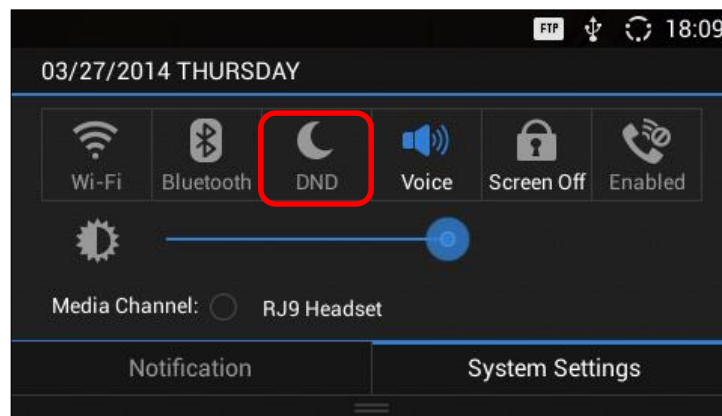 FTP 18:09
03/27/2014 THURSDAY
Wi-Fi Bluetooth DND Voice Screen Off Enabled
Media Channel: RJ9 Headset
Notification System Settings